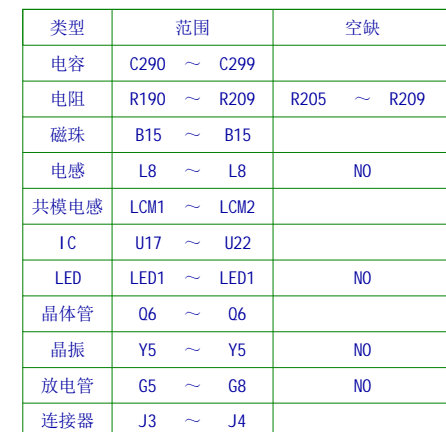 类型 范围 空缺
电容 C290 ～ C299
电阻 R190 ～ R209 R205 ～ R209
磁珠 B15 ～ B15
电感 L8 ～ L8 NO
共模电感 LCM1 ～ LCM2
IC U17 ～ U22
LED LED1 ～ LED1 NO
晶体管 Q6 ～ Q6
晶振 Y5 ～ Y5 NO
放电管 G5 ～ G8 NO
连接器 J3 ～ J4